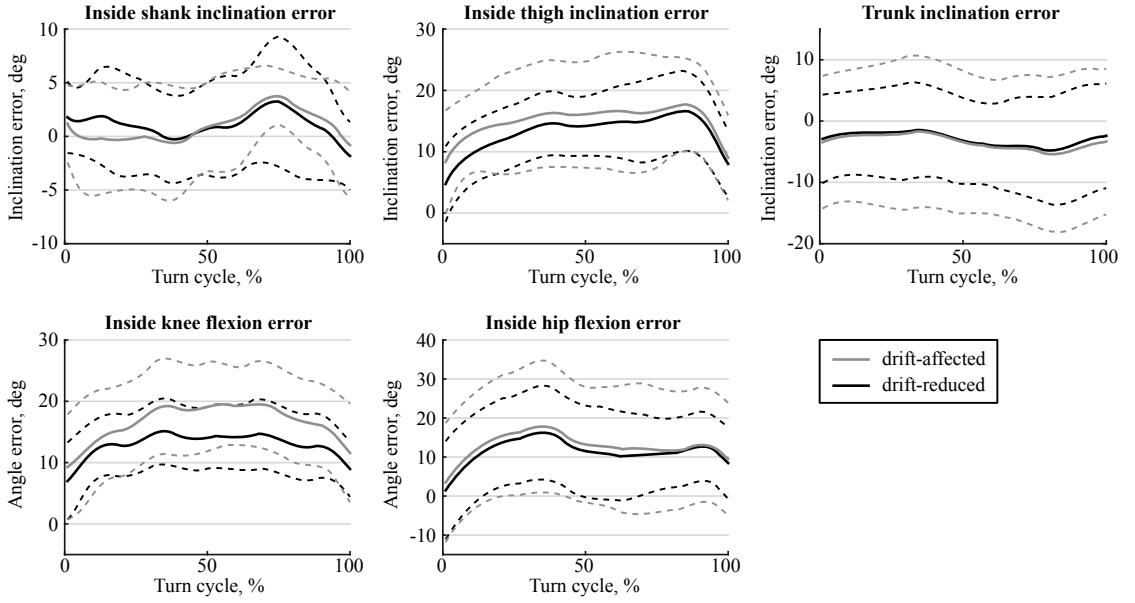 Inside shank inclination error
Inclination error, deg
10
5
0
-5
-10
0
50
100
Turn cycle, %
Inside thigh inclination error
Inclination error, deg
30
20
10
0
0
50
100
Turn cycle, %
Trunk inclination error
Inclination error, deg
10
0
-10
-20
0
50
100
Turn cycle, %
Inside knee flexion error
Angle error, deg
30
20
10
0
0
50
100
Turn cycle, %
Inside hip flexion error
Angle error, deg
40
30
20
10
0
-10
0
50
100
Turn cycle, %
drift-affected
drift-reduced